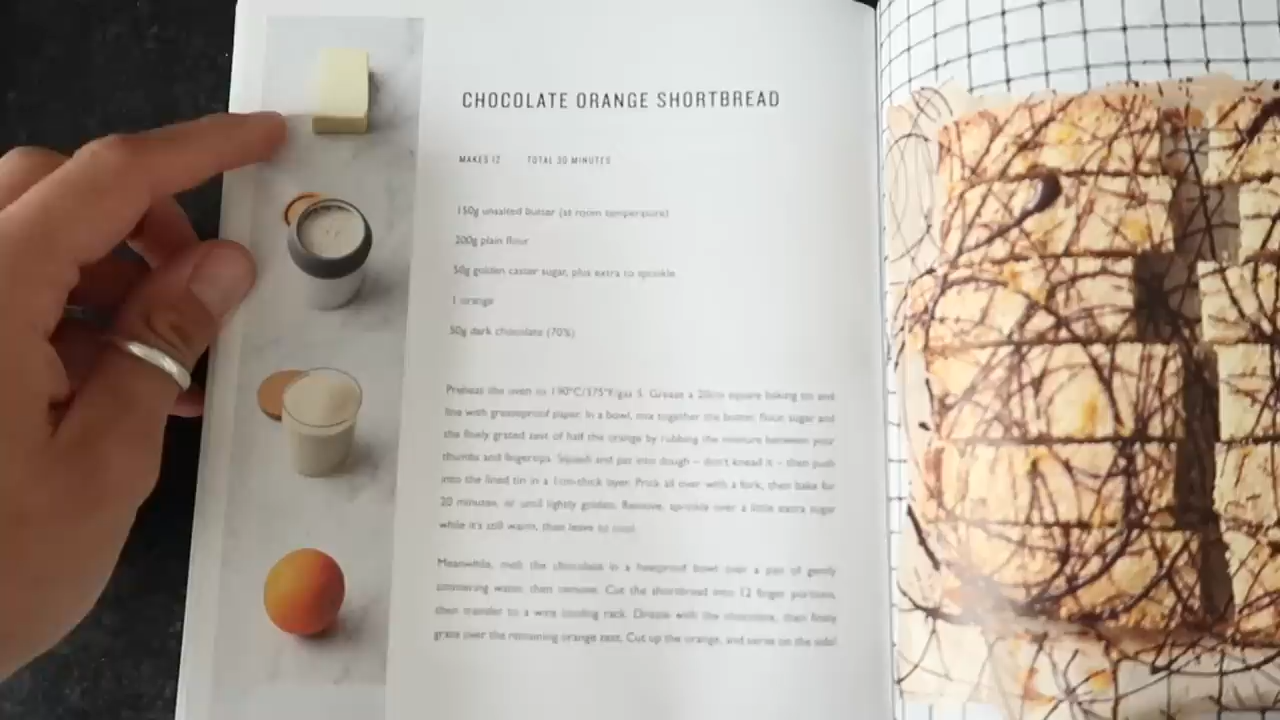 CHOCOLATE ORANGE SHORTBREAD
MAKES 12 TOTAL 30 MINUTES
150g unsalted butter (at room temperature)
200g plain flour
50g golden caster sugar, plus extra to sprinkle
1 orange
50g dark chocolate (70%)
Preheat the oven to 190°C/375°F/gas 5. Grease a 20cm square baking tin and
line with greaseproof paper. In a bowl, mix together the butter, flour, sugar and
the finely grated zest of half the orange by rubbing the mixture between your
thumbs and fingertips. Squash and pat into dough – don't knead it – then push
into the lined tin in a 1cm-thick layer. Prick all over with a fork, then bake for
20 minutes, or until lightly golden. Remove, sprinkle over a little extra sugar
while it's still warm, then leave to cool.
Meanwhile, melt the chocolate in a heatproof bowl over a pan of gently
simmering water, then remove. Cut the shortbread into 12 finger portions,
then transfer to a wire cooling rack. Drizzle with the chocolate, then finely
grate over the remaining orange zest. Cut up the orange, and serve on the side!